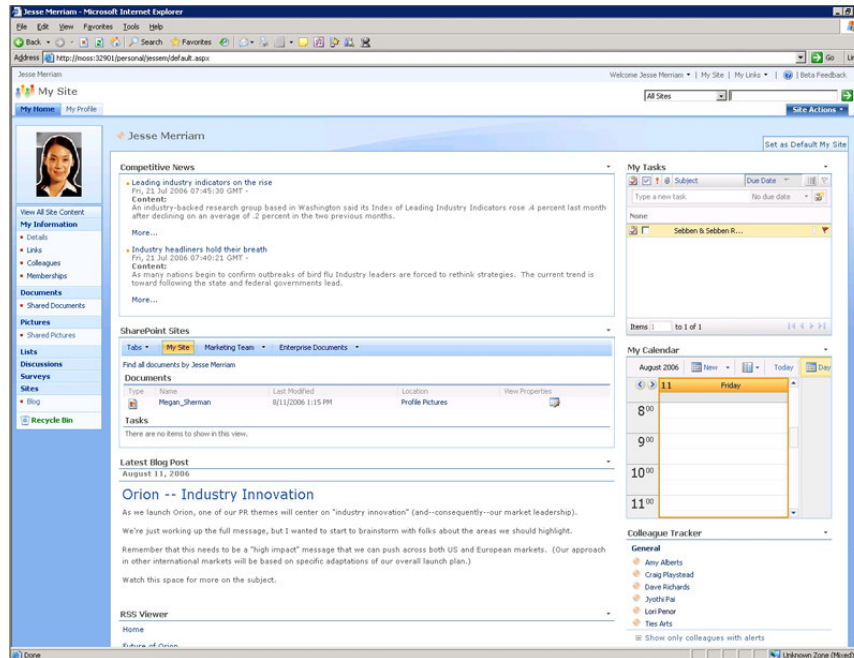 Jesse Merriam - Microsoft Internet Explorer
File Edit View Favorites Tools Help
Back Search Favorites
Address http://moss:32901/personal/jessem/default.aspx Go
Jesse Merriam
Welcome Jesse Merriam | My Site | My Links | | Beta Feedback
My Site
All Sites
My Home My Profile
Site Actions
Jesse Merriam
Set as Default My Site
View All Site Content
My Information
Details
Links
Colleagues
Memberships
Documents
Shared Documents
Pictures
Shared Pictures
Lists
Discussions
Surveys
Sites
Blog
Recycle Bin
Competitive News
Leading industry indicators on the rise
Fri, 21 Jul 2006 07:45:30 GMT -
Content:
An industry-backed research group based in Washington said its Index of Leading Industry Indicators rose .4 percent last month
after declining on an average of .2 percent in the two previous months.
More...
Industry headliners hold their breath
Fri, 21 Jul 2006 07:40:21 GMT -
Content:
As many nations begin to confirm outbreaks of bird flu Industry leaders are forced to rethink strategies. The current trend is
toward following the state and federal governments lead.
More...
SharePoint Sites
Tabs My Site Marketing Team Enterprise Documents
Find all documents by Jesse Merriam
Documents
Type Name Last Modified Location View Properties
Megan_Sherman 8/11/2006 1:15 PM Profile Pictures
Tasks
There are no items to show in this view.
Latest Blog Post
August 11, 2006
Orion -- Industry Innovation
As we launch Orion, one of our PR themes will center on "industry innovation" (and--consequently--our market leadership).
We're just working up the full message, but I wanted to start to brainstorm with folks about the areas we should highlight.
Remember that this needs to be a "high impact" message that we can push across both US and European markets. (Our approach
in other international markets will be based on specific adaptations of our overall launch plan.)
Watch this space for more on the subject.
RSS Viewer
Home
Future of Orion
My Tasks
Subject Due Date
Type a new task No due date
None
Sebben & Sebben R...
Items 1 to 1 of 1
My Calendar
August 2006 New Today Day
11 Friday
8 00
9 00
10 00
11 00
Colleague Tracker
General
Amy Alberts
Craig Playstead
Dave Richards
Jyothi Pai
Lori Penor
Ties Arts
Show only colleagues with alerts
Done
Unknown Zone (Mixed)